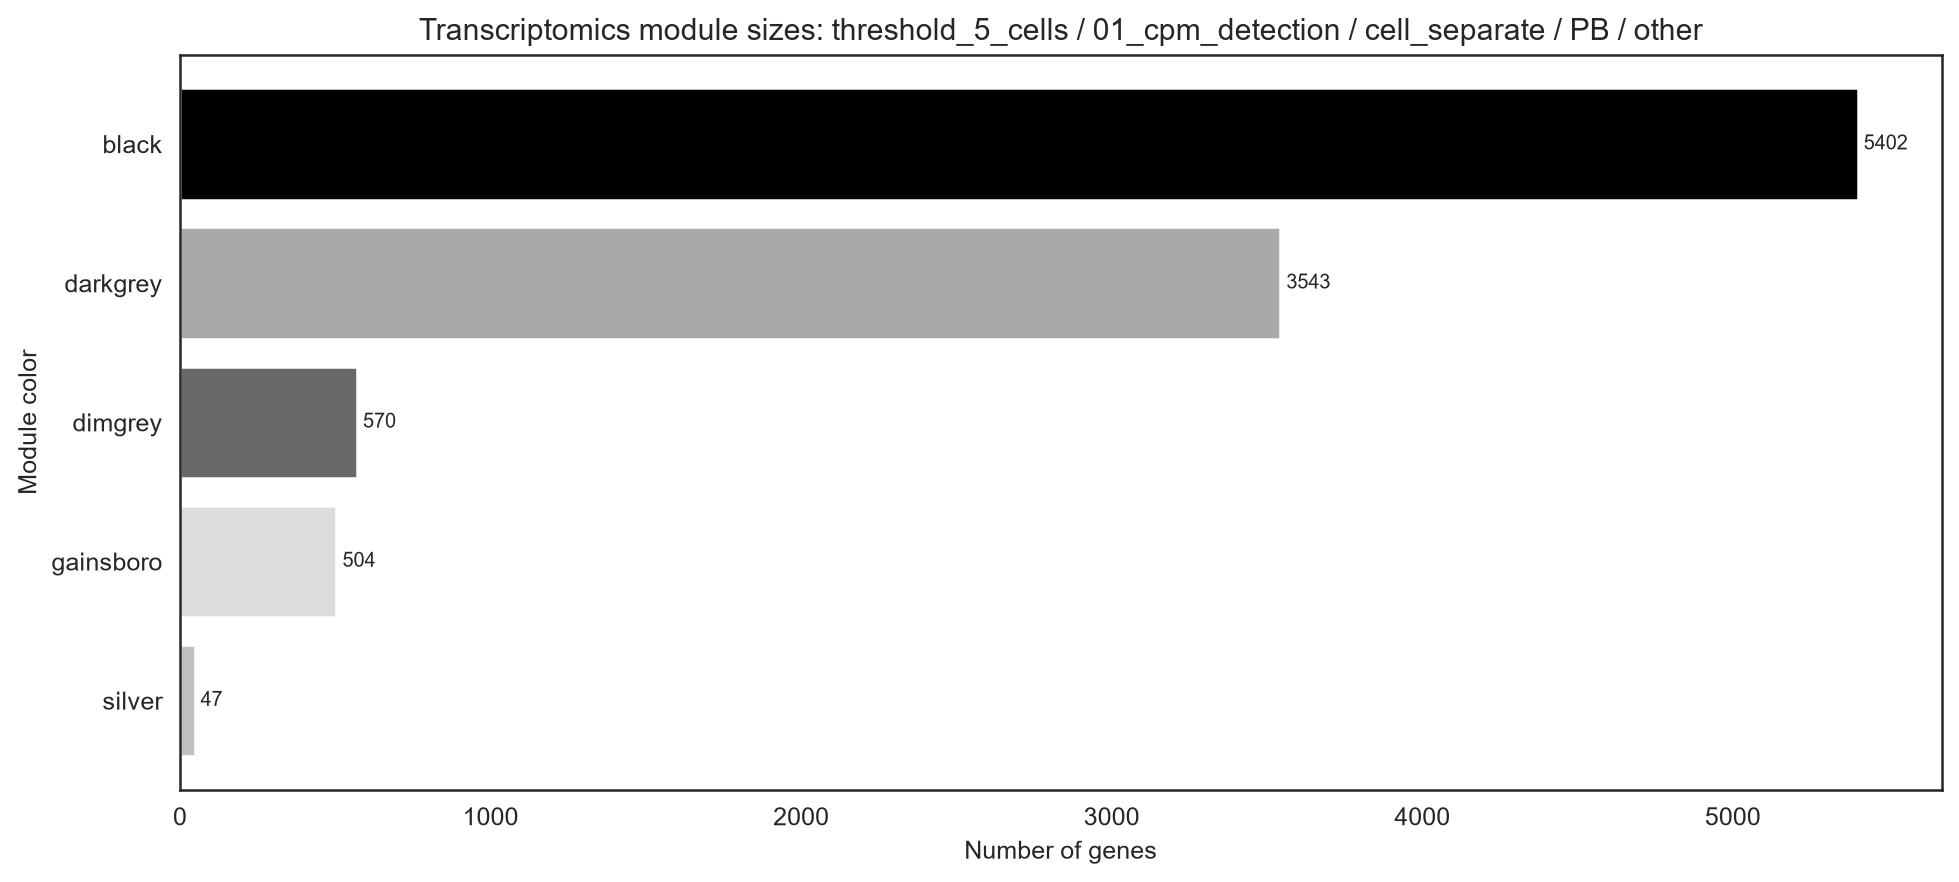 Transcriptomics module sizes: threshold_5_cells / 01_cpm_detection / cell_separate / PB / other
Module color
black
5402
darkgrey
3543
dimgrey
570
gainsboro
504
silver
47
0 1000 2000 3000 4000 5000
Number of genes